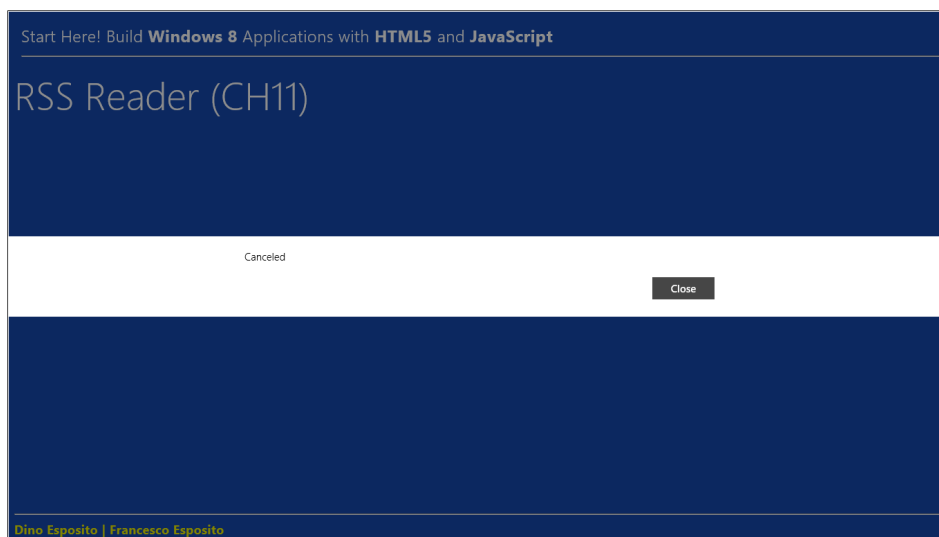 Start Here! Build Windows 8 Applications with HTML5 and JavaScript
RSS Reader (CH11)
Canceled
Close
Dino Esposito | Francesco Esposito